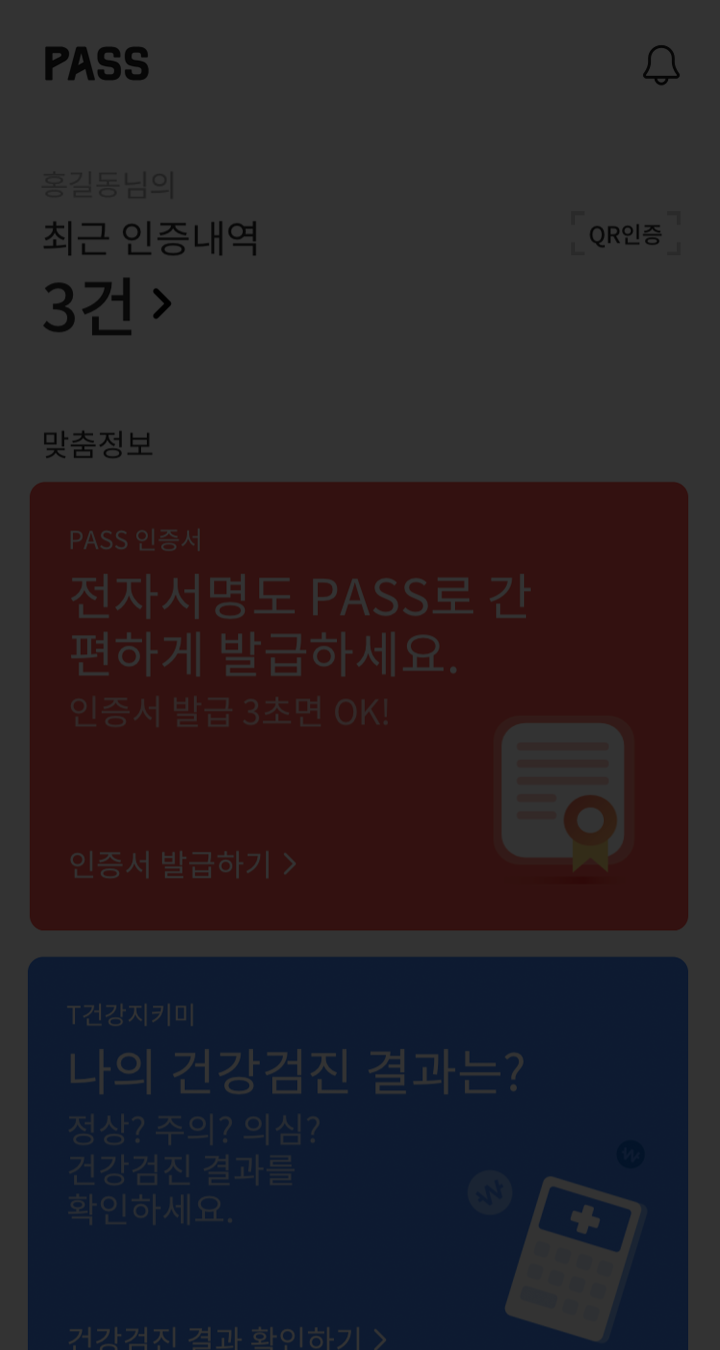 PASS
홍길동님의
최근 인증내역
QR인증
3건
맞춤정보
PASS 인증서
전자서명도 PASS로 간
편하게 발급하세요.
인증서 발급 3초면 OK!
인증서 발급하기
T건강지키미
나의 건강검진 결과는?
정상? 주의? 의심?
건강검진 결과를
확인하세요.
건강검진 결과 확인하기